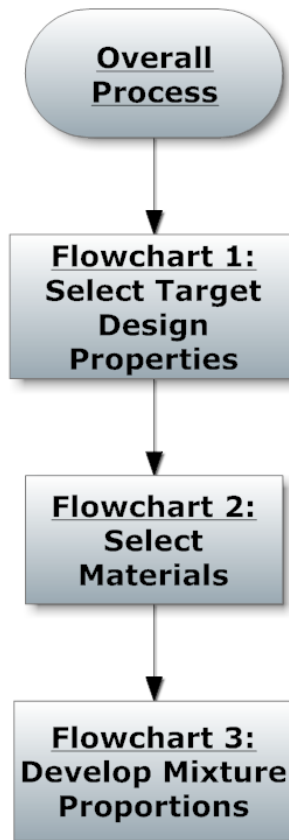 Overall
Process
Flowchart 1:
Select Target
Design
Properties
Flowchart 2:
Select
Materials
Flowchart 3:
Develop Mixture
Proportions